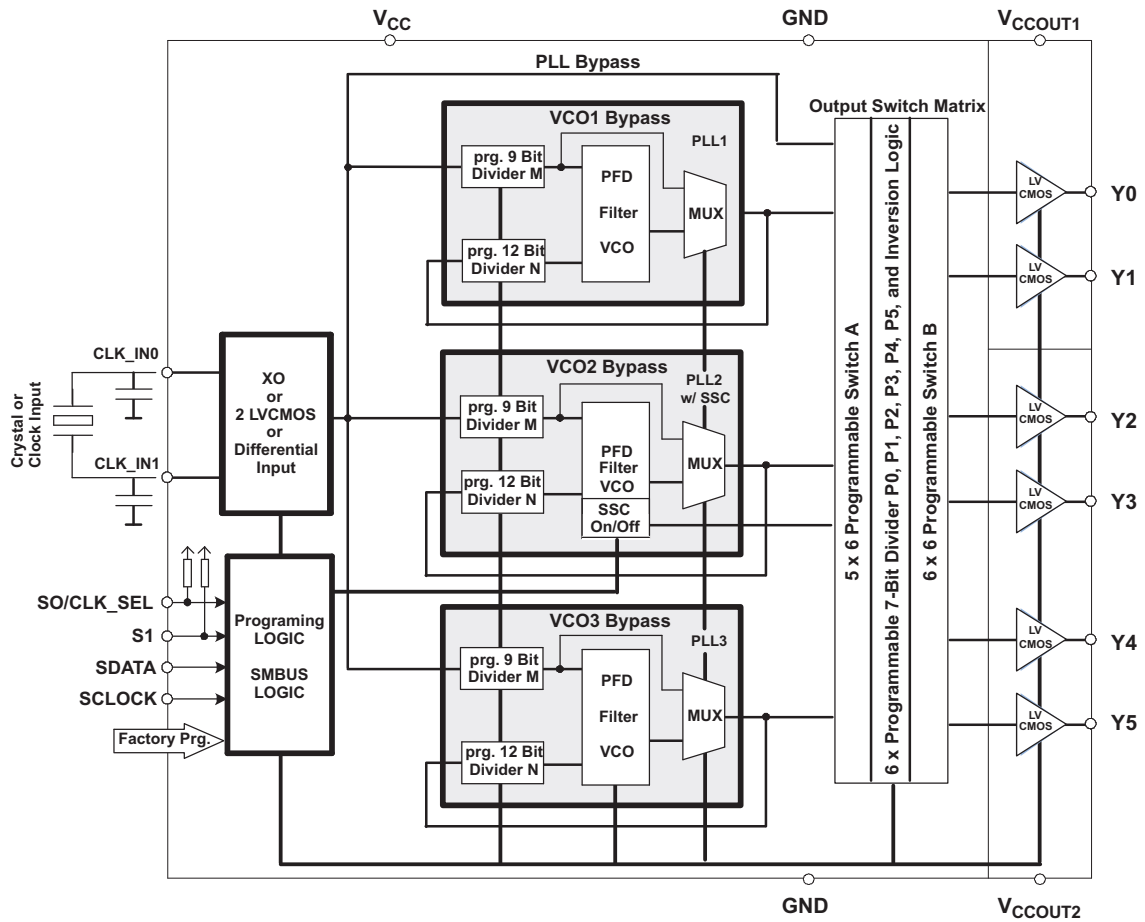 VCC
GND
VCCOUT1
PLL Bypass
Output Switch Matrix
VCO1 Bypass
PLL1
prg. 9 Bit
Divider M
PFD
Filter
VCO
MUX
prg. 12 Bit
Divider N
LV
CMOS
Y0
LV
CMOS
Y1
5 x 6 Programmable Switch A
6 x Programmable 7-Bit Divider P0, P1, P2, P3, P4, P5, and Inversion Logic
6 x 6 Programmable Switch B
Crystal or
Clock Input
CLK_IN0
CLK_IN1
XO
or
2 LVCMOS
or
Differential
Input
VCO2 Bypass
PLL2
w/ SSC
prg. 9 Bit
Divider M
PFD
Filter
VCO
MUX
prg. 12 Bit
Divider N
SSC
On/Off
LV
CMOS
Y2
LV
CMOS
Y3
SO/CLK_SEL
S1
SDATA
SCLOCK
Factory Prg.
Programing
LOGIC
SMBUS
LOGIC
VCO3 Bypass
PLL3
prg. 9 Bit
Divider M
PFD
Filter
VCO
MUX
prg. 12 Bit
Divider N
LV
CMOS
Y4
LV
CMOS
Y5
GND
VCCOUT2